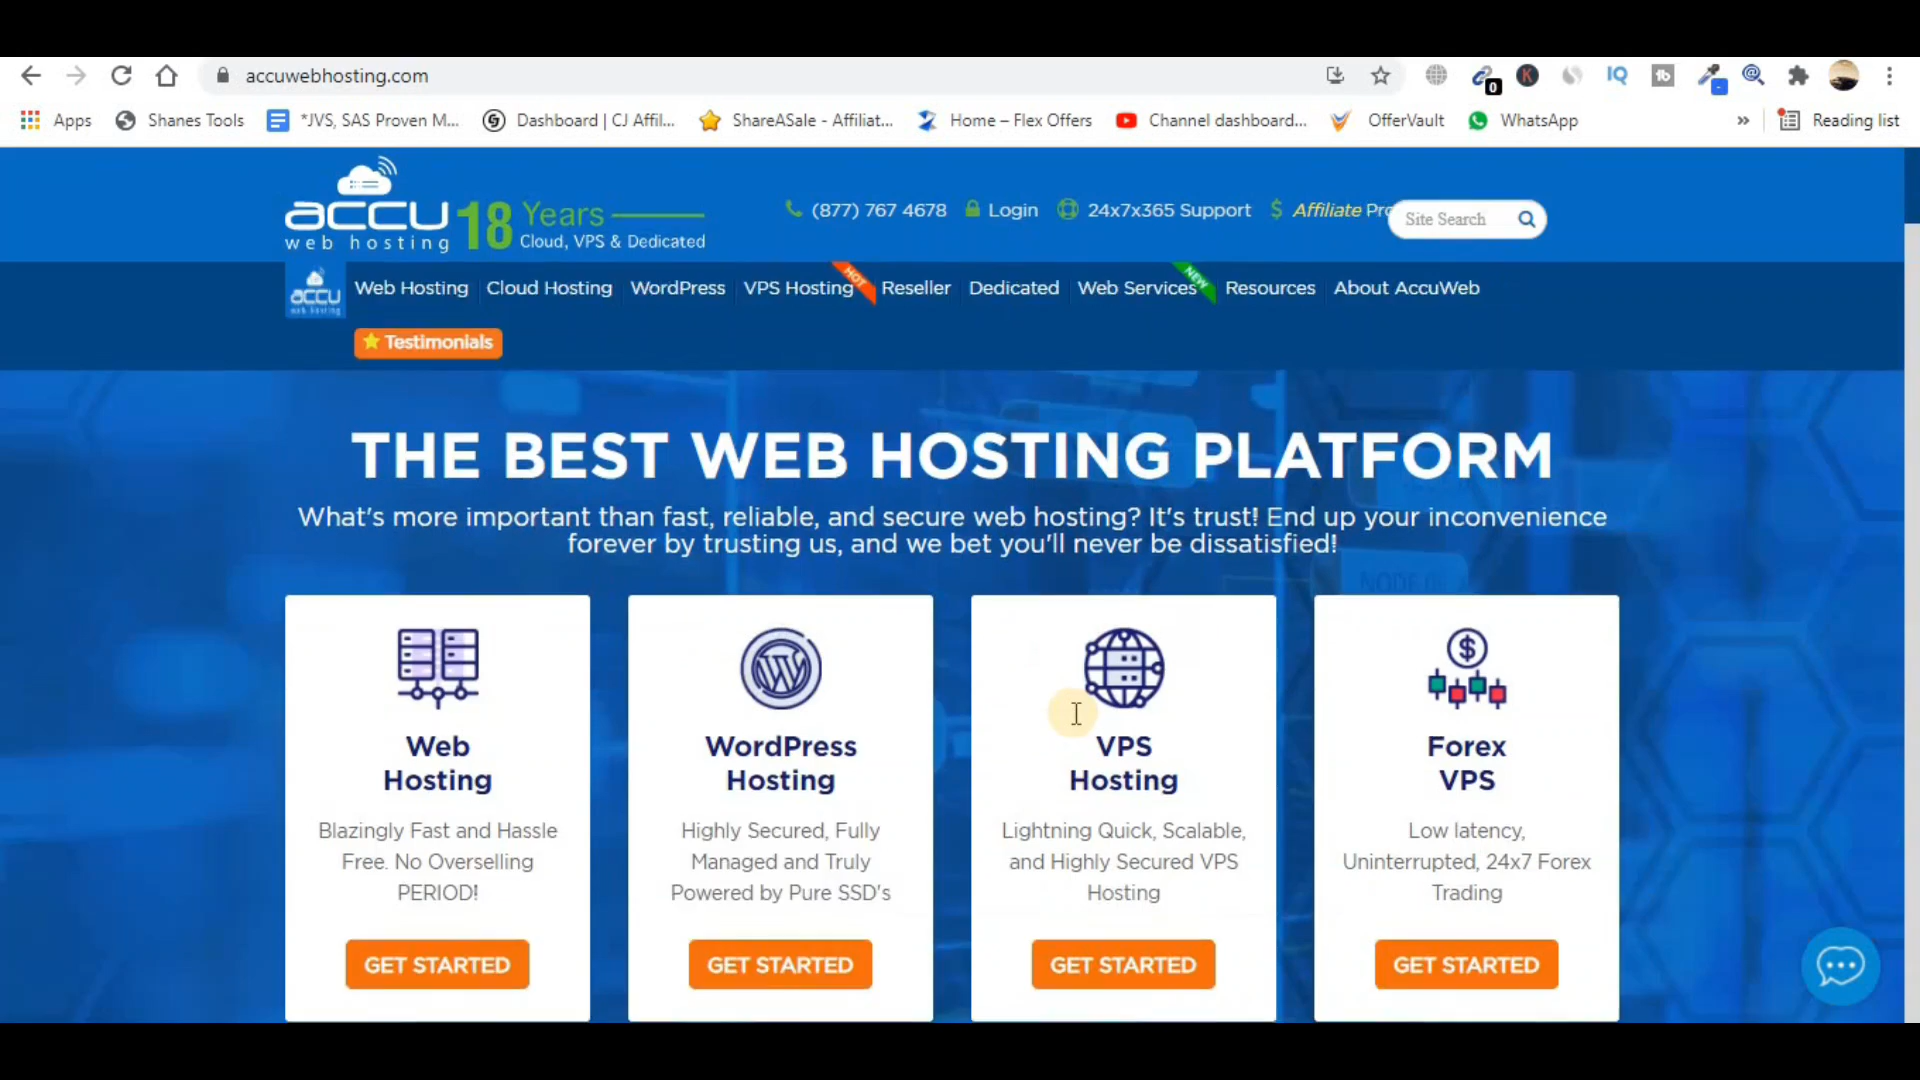 accuwebhosting.com
0
K
IQ
Apps
Shanes Tools
*JVS, SAS Proven M...
Dashboard | CJ Affil...
ShareASale - Affiliat...
Home – Flex Offers
Channel dashboard...
OfferVault
WhatsApp
»
Reading list
accu
web hosting
18 Years
Cloud, VPS & Dedicated
(877) 767 4678
Login
24x7x365 Support
$ Affiliate Pro
Site Search
accu
web hosting
Web Hosting
Cloud Hosting
WordPress
VPS Hosting
HOT
Reseller
Dedicated
Web Services
NEW
Resources
About AccuWeb
Testimonials
THE BEST WEB HOSTING PLATFORM
What's more important than fast, reliable, and secure web hosting? It's trust! End up your inconvenience
forever by trusting us, and we bet you'll never be dissatisfied!
Web
Hosting
Blazingly Fast and Hassle
Free. No Overselling
PERIOD!
GET STARTED
WordPress
Hosting
Highly Secured, Fully
Managed and Truly
Powered by Pure SSD's
GET STARTED
VPS
Hosting
Lightning Quick, Scalable,
and Highly Secured VPS
Hosting
GET STARTED
$
Forex
VPS
Low latency,
Uninterrupted, 24x7 Forex
Trading
GET STARTED